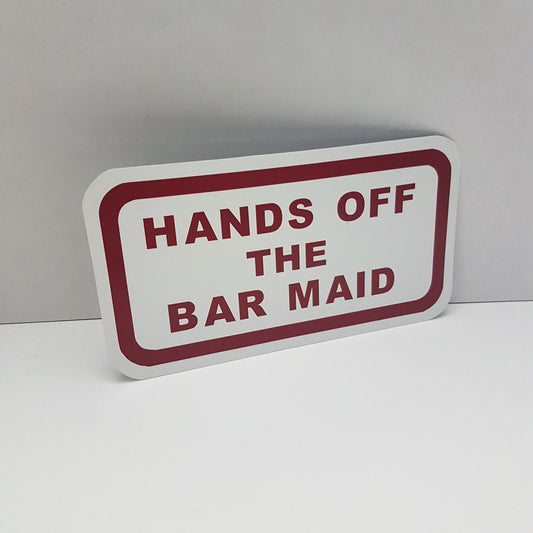 HANDS OFF
THE
BAR MAID